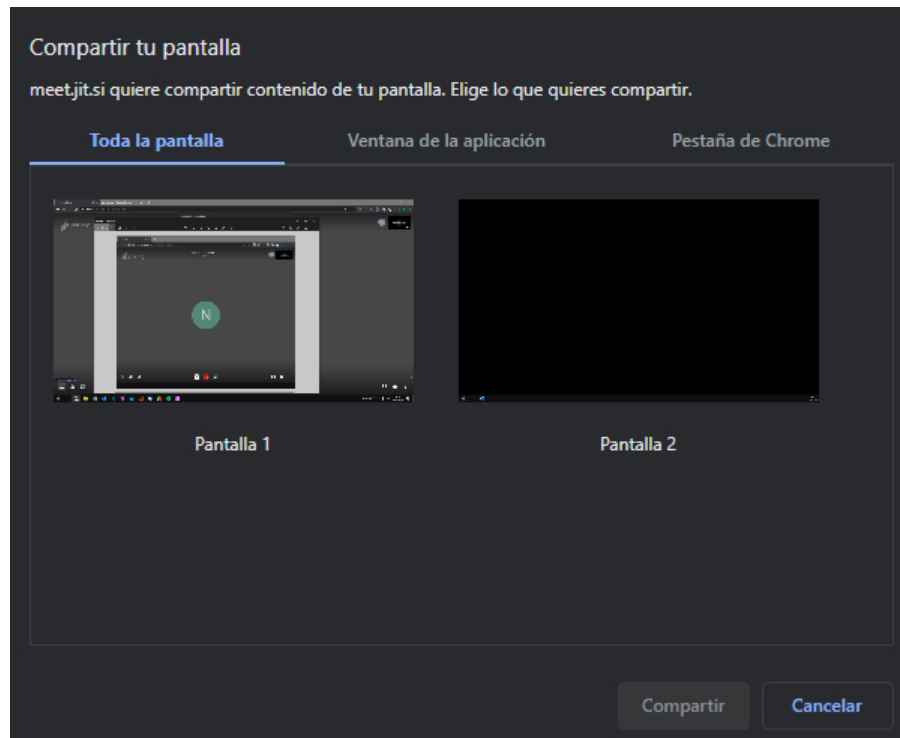 Compartir tu pantalla
meet.jit.si quiere compartir contenido de tu pantalla. Elige lo que quieres compartir.
Toda la pantalla Ventana de la aplicación Pestaña de Chrome
N
Pantalla 1 Pantalla 2
Compartir Cancelar